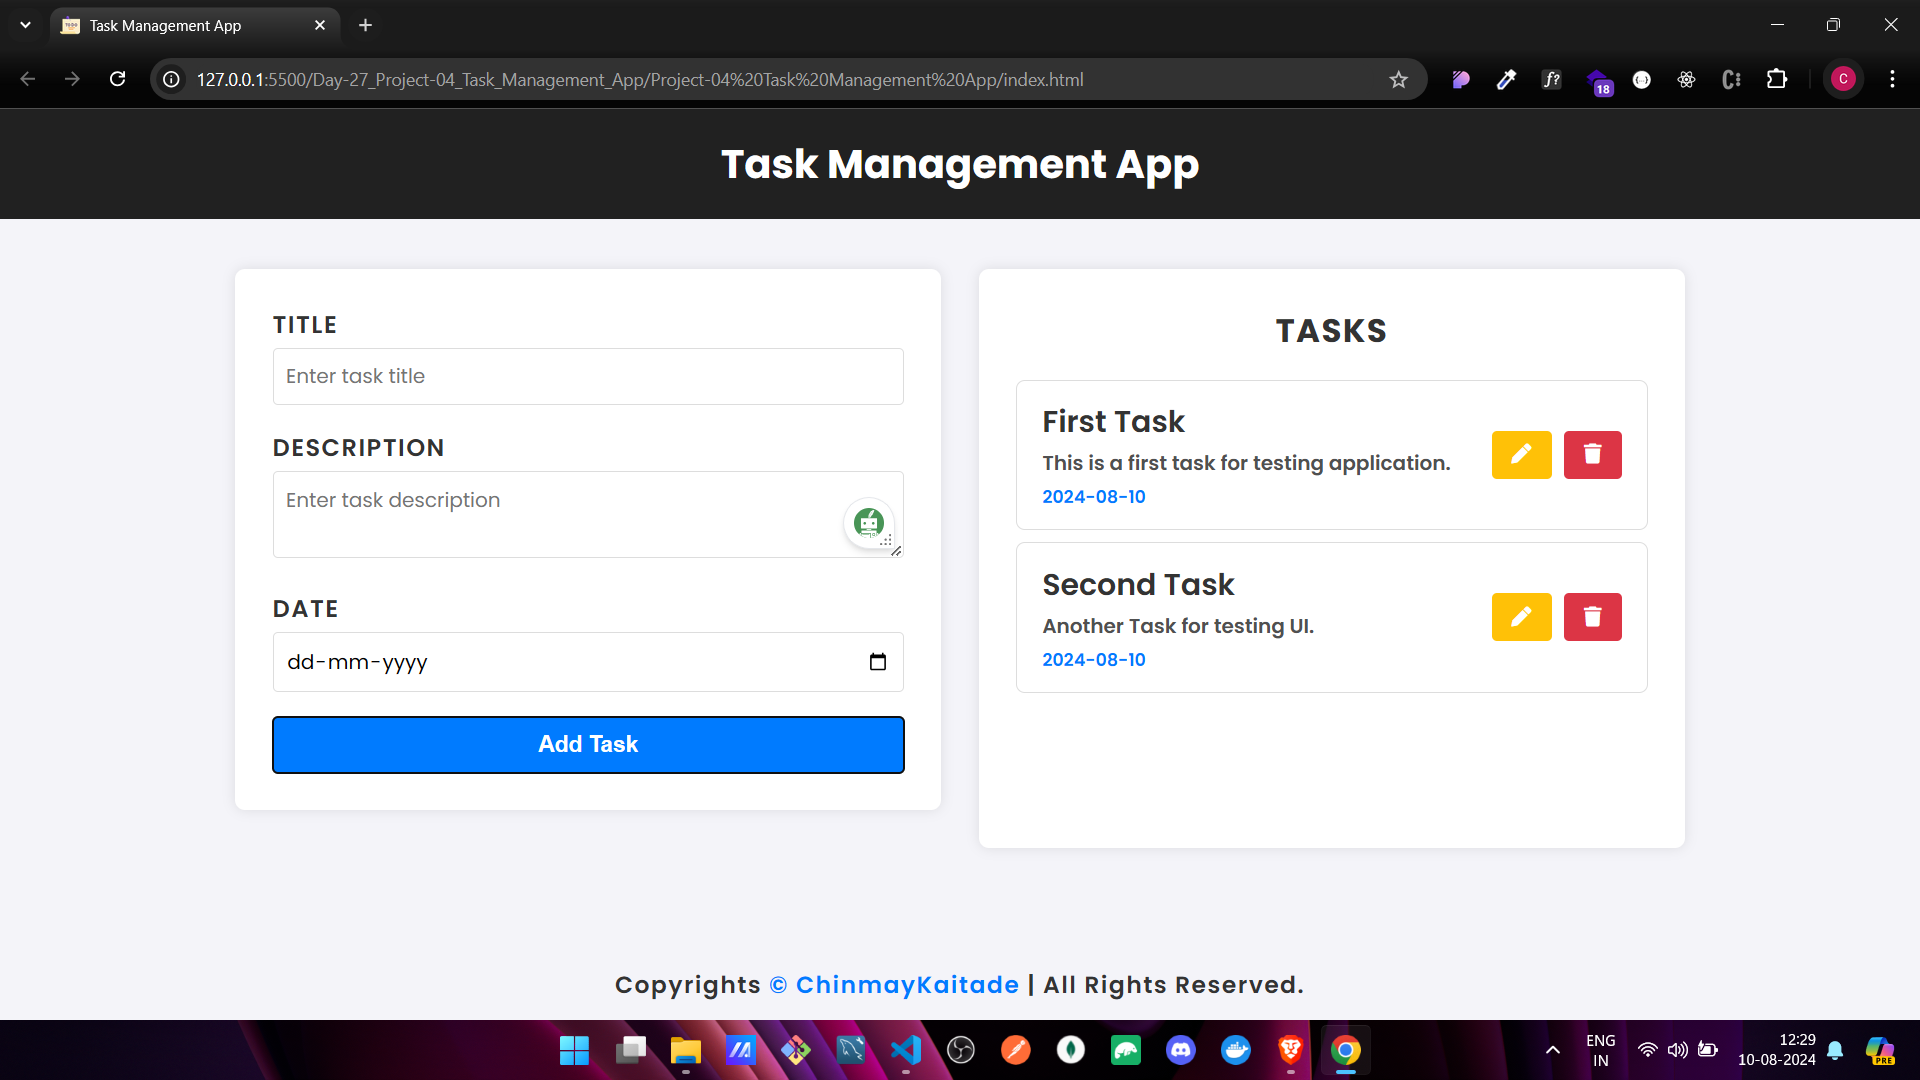 Task Management App
127.0.0.1:5500/Day-27_Project-04_Task_Management_App/Project-04%20Task%20Management%20App/index.html
f?
18
C
Task Management App
TITLE
Enter task title
DESCRIPTION
Enter task description
DATE
dd-mm-yyyy
Add Task
TASKS
First Task
This is a first task for testing application.
2024-08-10
Second Task
Another Task for testing UI.
2024-08-10
Copyrights © ChinmayKaitade | All Rights Reserved.
ENG
IN
12:29
10-08-2024
PRE